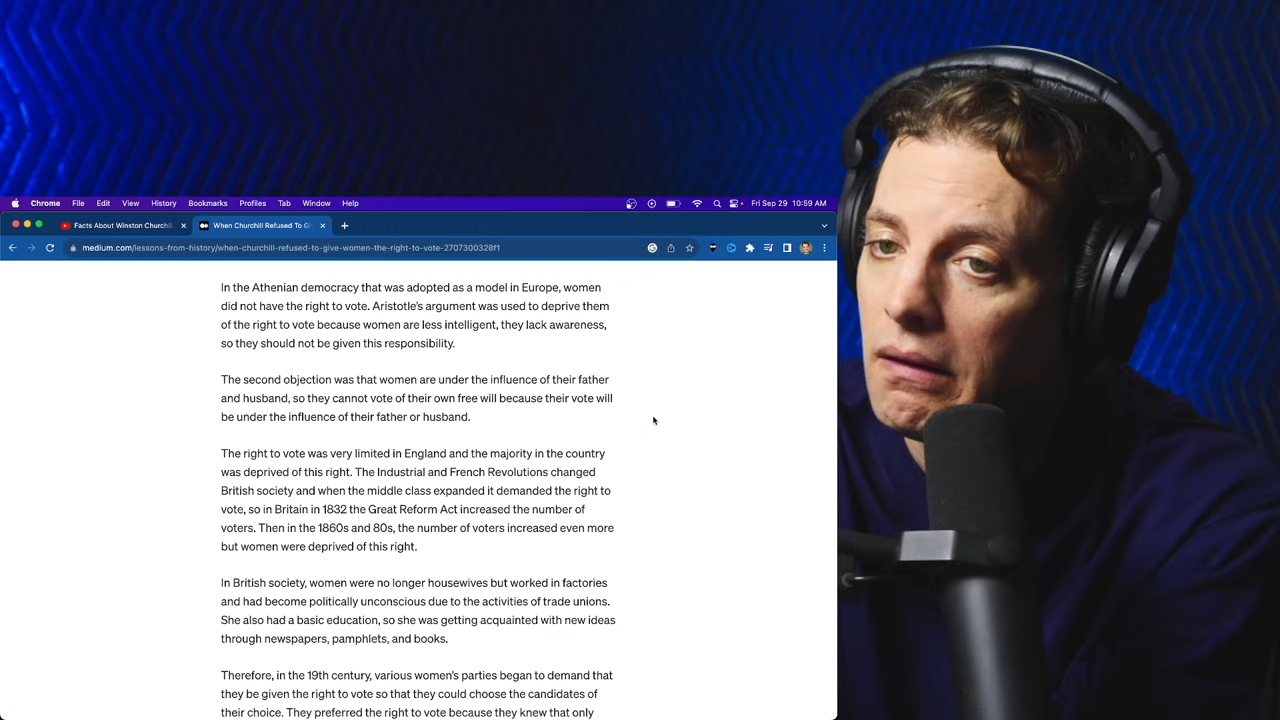 Chrome File Edit View History Bookmarks Profiles Tab Window Help Fri Sep 29 10:59 AM
Facts About Winston Churchil When Churchill Refused To Gi
medium.com/lessons-from-history/when-churchill-refused-to-give-women-the-right-to-vote-2707300328f1
In the Athenian democracy that was adopted as a model in Europe, women
did not have the right to vote. Aristotle's argument was used to deprive them
of the right to vote because women are less intelligent, they lack awareness,
so they should not be given this responsibility.
The second objection was that women are under the influence of their father
and husband, so they cannot vote of their own free will because their vote will
be under the influence of their father or husband.
The right to vote was very limited in England and the majority in the country
was deprived of this right. The Industrial and French Revolutions changed
British society and when the middle class expanded it demanded the right to
vote, so in Britain in 1832 the Great Reform Act increased the number of
voters. Then in the 1860s and 80s, the number of voters increased even more
but women were deprived of this right.
In British society, women were no longer housewives but worked in factories
and had become politically unconscious due to the activities of trade unions.
She also had a basic education, so she was getting acquainted with new ideas
through newspapers, pamphlets, and books.
Therefore, in the 19th century, various women's parties began to demand that
they be given the right to vote so that they could choose the candidates of
their choice. They preferred the right to vote because they knew that only